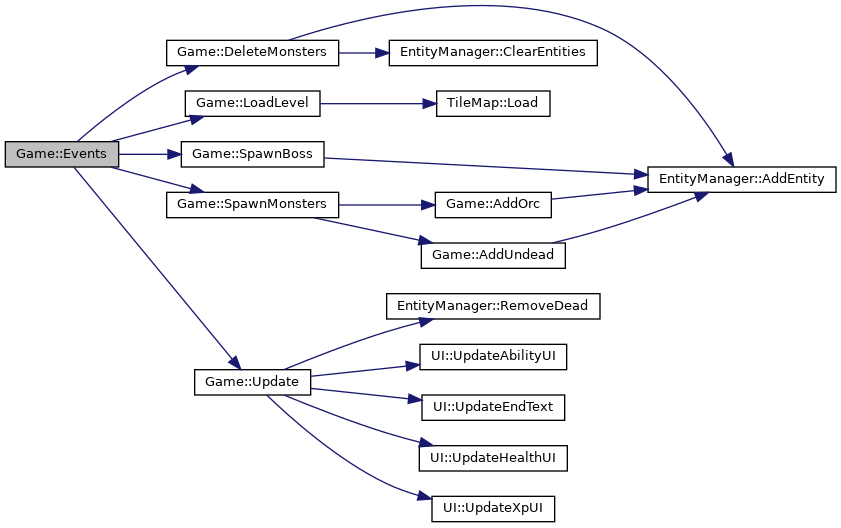 Game::Events
Game::DeleteMonsters
EntityManager::ClearEntities
Game::LoadLevel
TileMap::Load
Game::SpawnBoss
EntityManager::AddEntity
Game::SpawnMonsters
Game::AddOrc
Game::AddUndead
Game::Update
EntityManager::RemoveDead
UI::UpdateAbilityUI
UI::UpdateEndText
UI::UpdateHealthUI
UI::UpdateXpUI